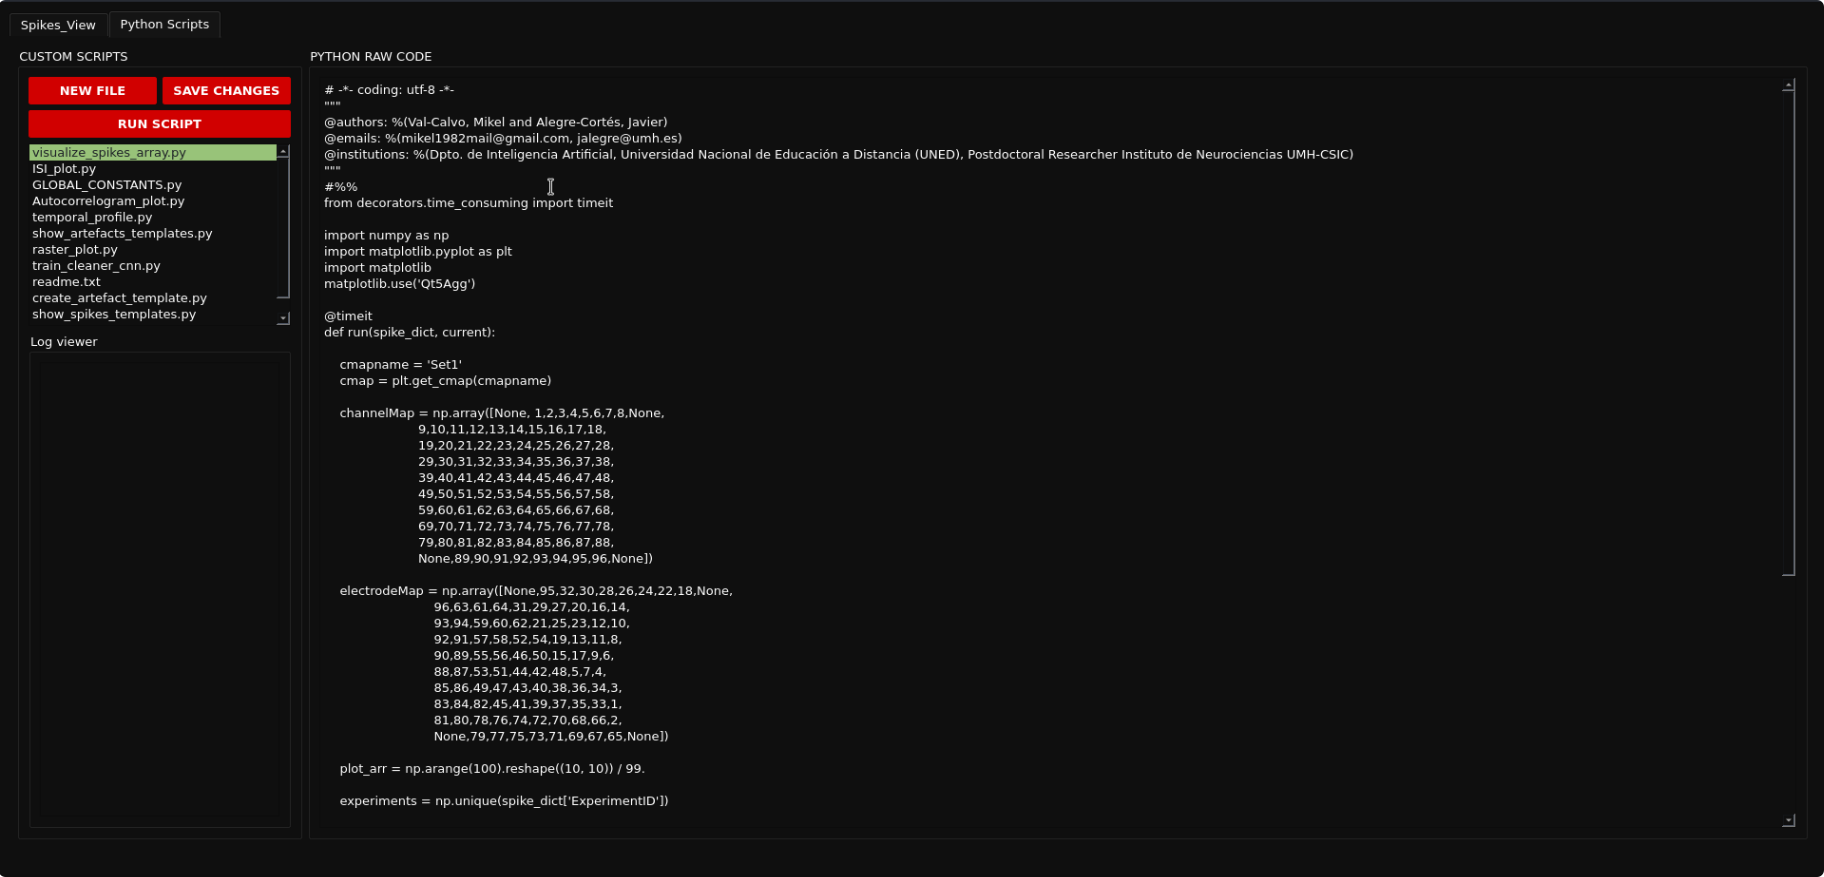 Spikes_View
Python Scripts
CUSTOM SCRIPTS
NEW FILE
SAVE CHANGES
RUN SCRIPT
visualize_spikes_array.py
ISI_plot.py
GLOBAL_CONSTANTS.py
Autocorrelogram_plot.py
temporal_profile.py
show_artefacts_templates.py
raster_plot.py
train_cleaner_cnn.py
readme.txt
create_artefact_template.py
show_spikes_templates.py
Log viewer
PYTHON RAW CODE
# -*- coding: utf-8 -*-
"""
@authors: %(Val-Calvo, Mikel and Alegre-Cortés, Javier)
@emails: %(mikel1982mail@gmail.com, jalegre@umh.es)
@institutions: %(Dpto. de Inteligencia Artificial, Universidad Nacional de Educación a Distancia (UNED), Postdoctoral Researcher Instituto de Neurociencias UMH-CSIC)
"""
#%%
from decorators.time_consuming import timeit
import numpy as np
import matplotlib.pyplot as plt
import matplotlib
matplotlib.use('Qt5Agg')
@timeit
def run(spike_dict, current):
cmapname = 'Set1'
cmap = plt.get_cmap(cmapname)
channelMap = np.array([None, 1,2,3,4,5,6,7,8,None,
9,10,11,12,13,14,15,16,17,18,
19,20,21,22,23,24,25,26,27,28,
29,30,31,32,33,34,35,36,37,38,
39,40,41,42,43,44,45,46,47,48,
49,50,51,52,53,54,55,56,57,58,
59,60,61,62,63,64,65,66,67,68,
69,70,71,72,73,74,75,76,77,78,
79,80,81,82,83,84,85,86,87,88,
None,89,90,91,92,93,94,95,96,None])
electrodeMap = np.array([None,95,32,30,28,26,24,22,18,None,
96,63,61,64,31,29,27,20,16,14,
93,94,59,60,62,21,25,23,12,10,
92,91,57,58,52,54,19,13,11,8,
90,89,55,56,46,50,15,17,9,6,
88,87,53,51,44,42,48,5,7,4,
85,86,49,47,43,40,38,36,34,3,
83,84,82,45,41,39,37,35,33,1,
81,80,78,76,74,72,70,68,66,2,
None,79,77,75,73,71,69,67,65,None])
plot_arr = np.arange(100).reshape((10, 10)) / 99.
experiments = np.unique(spike_dict['ExperimentID'])